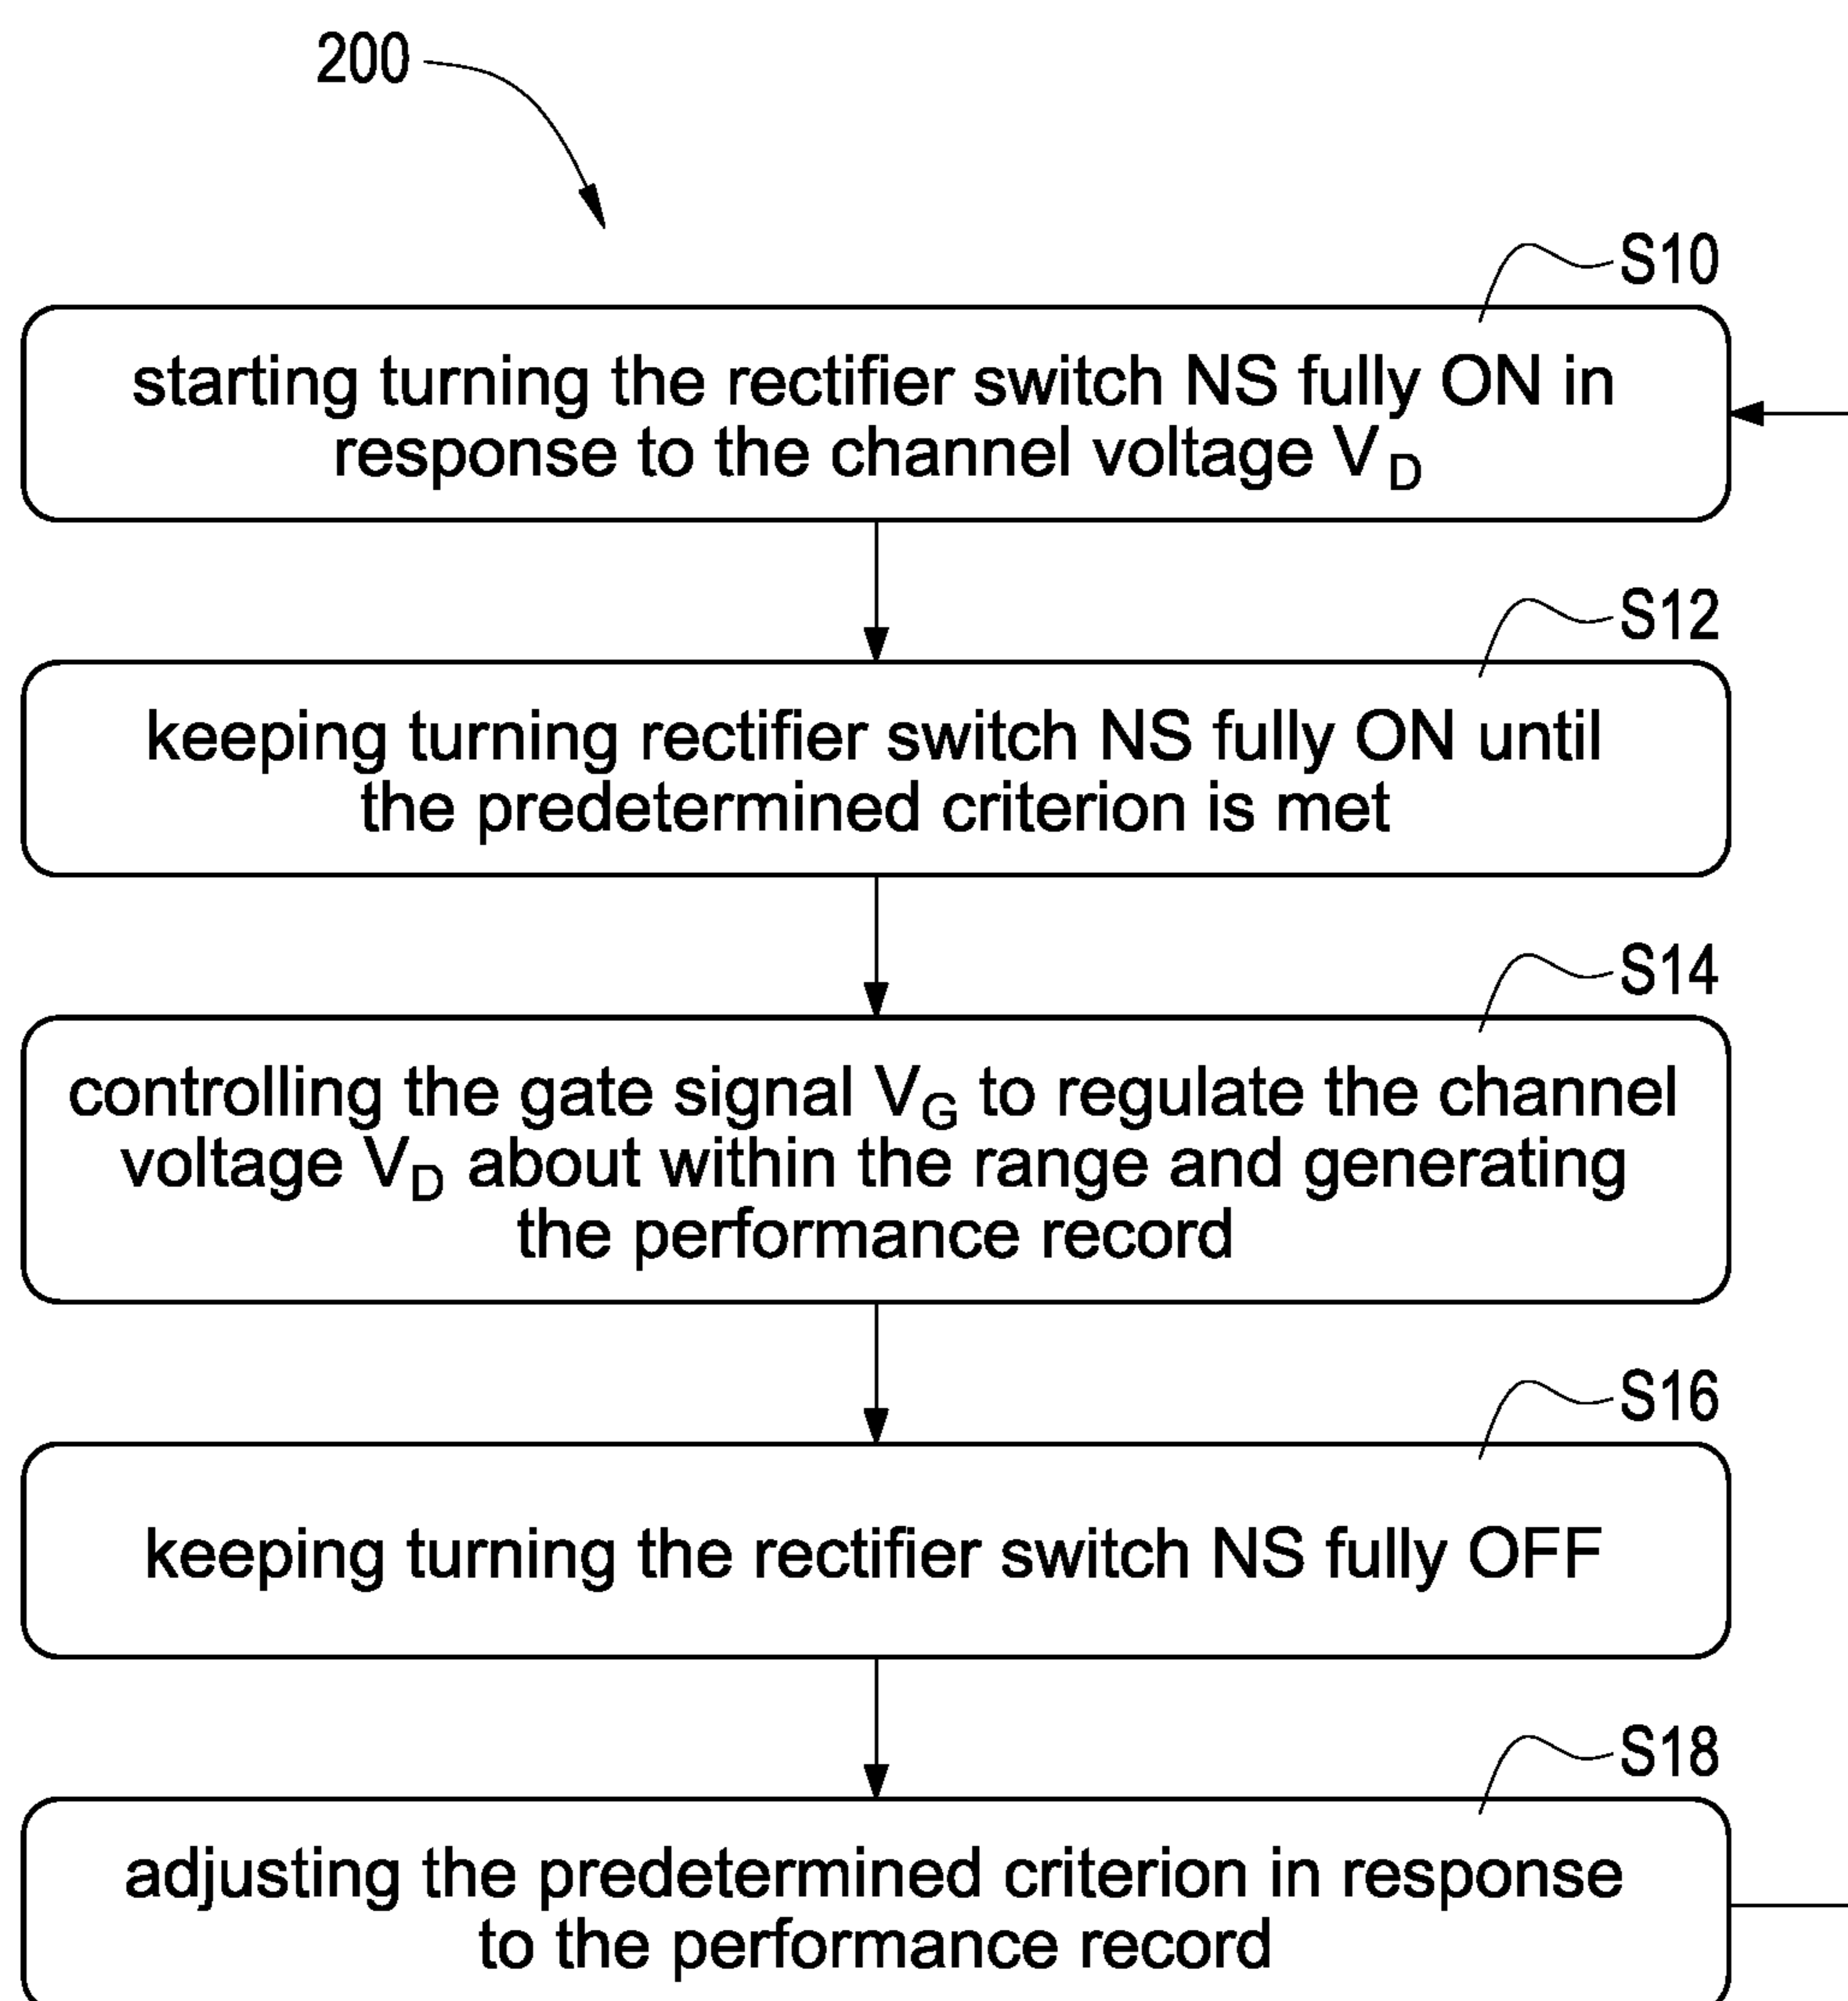 200
S10
starting turning the rectifier switch NS fully ON in
response to the channel voltage VD
S12
keeping turning rectifier switch NS fully ON until
the predetermined criterion is met
S14
controlling the gate signal VG to regulate the channel
voltage VD about within the range and generating
the performance record
S16
keeping turning the rectifier switch NS fully OFF
S18
adjusting the predetermined criterion in response
to the performance record